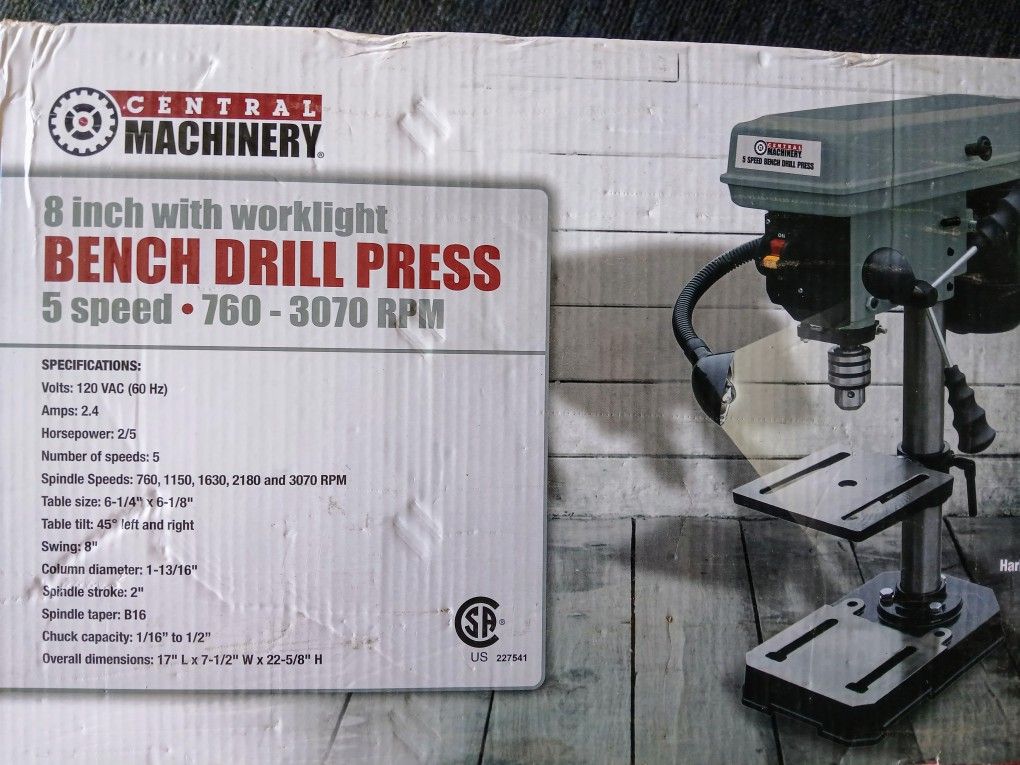 CENTRAL
MACHINERY®
8 inch with worklight
BENCH DRILL PRESS
5 speed • 760 - 3070 RPM
SPECIFICATIONS:
Volts: 120 VAC (60 Hz)
Amps: 2.4
Horsepower: 2/5
Number of speeds: 5
Spindle Speeds: 760, 1150, 1630, 2180 and 3070 RPM
Table size: 6-1/4" x 6-1/8"
Table tilt: 45° left and right
Swing: 8"
Column diameter: 1-13/16"
Spindle stroke: 2"
Spindle taper: B16
Chuck capacity: 1/16" to 1/2"
Overall dimensions: 17" L x 7-1/2" W x 22-5/8" H
SA®
US 227541
CENTRAL
MACHINERY
5 SPEED BENCH DRILL PRESS
ON
Har